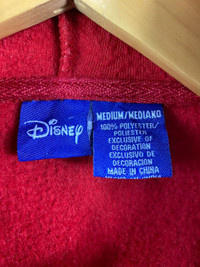 Disney
MEDIUM/MEDIANO
100% POLYESTER/
POLIESTER
EXCLUSIVE OF
DECORATION
EXCLUSIVO DE
DECORACION
MADE IN CHINA